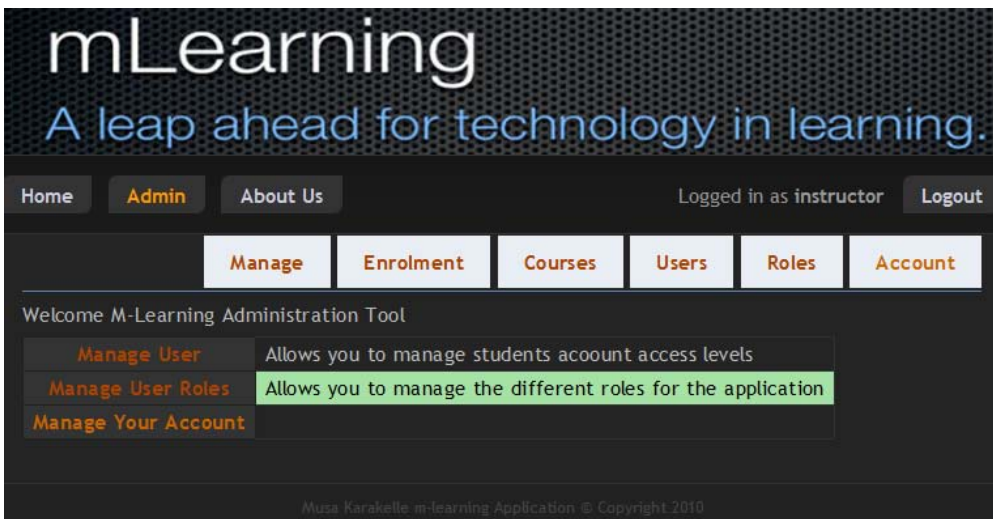 mLearning
A leap ahead for technology in learning.
Home Admin About Us Logged in as instructor Logout
Manage Enrolment Courses Users Roles Account
Welcome M-Learning Administration Tool
Manage User Allows you to manage students acoount access levels
Manage User Roles Allows you to manage the different roles for the application
Manage Your Account
Musa Karakelle m-learning Application © Copyright 2010